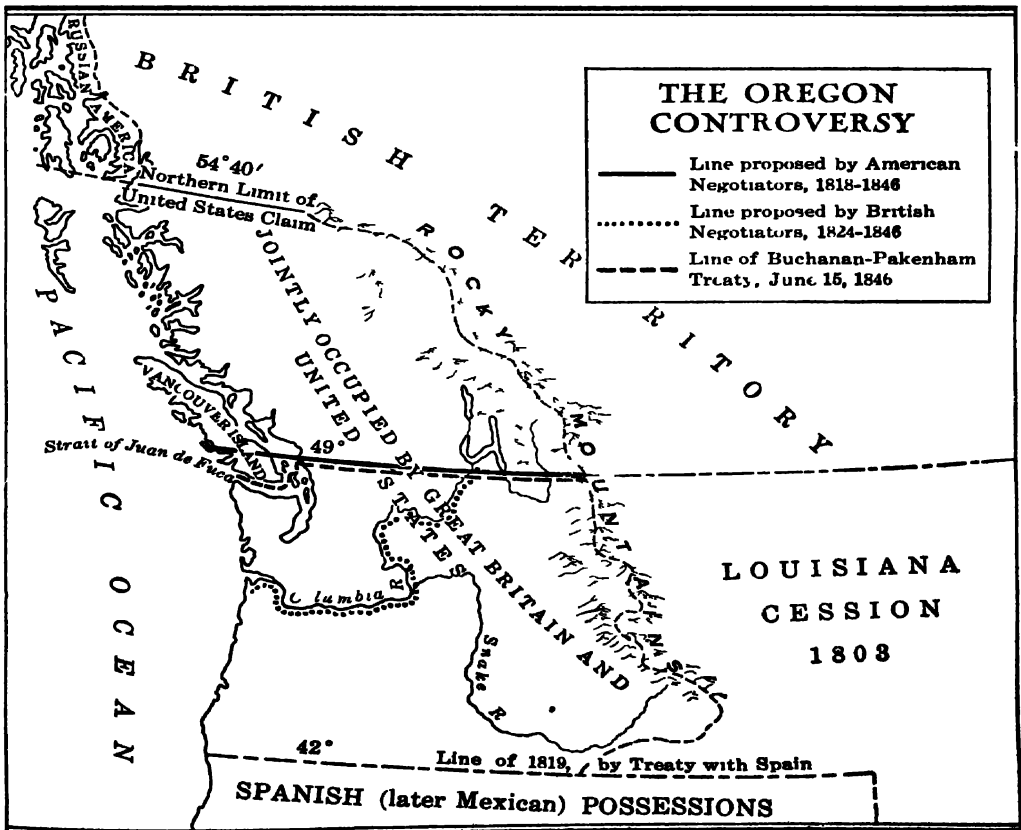 RUSSIAN AMERICA
BRITISH TERRITORY
THE OREGON
CONTROVERSY
Line proposed by American
Negotiators, 1818-1846
Line proposed by British
Negotiators, 1824-1846
Line of Buchanan-Pakenham
Treaty, June 15, 1846
54°40′
Northern Limit of
United States Claim
ROCKY MOUNTAINS
JOINTLY OCCUPIED BY GREAT BRITAIN AND
UNITED STATES
PACIFIC OCEAN
VANCOUVER ISLAND
Strait of Juan de Fuca
49°
C lumbia R
Snake R
LOUISIANA
CESSION
1803
42°
Line of 1819, by Treaty with Spain
SPANISH (later Mexican) POSSESSIONS